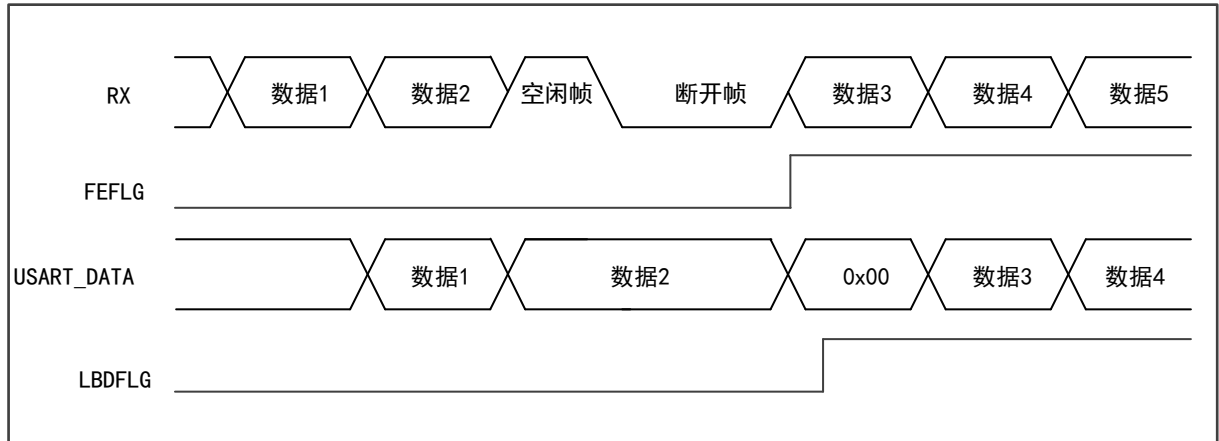 RX 数据1 数据2 空闲帧 断开帧 数据3 数据4 数据5
FEFLG
USART_DATA 数据1 数据2 0x00 数据3 数据4
LBDFLG